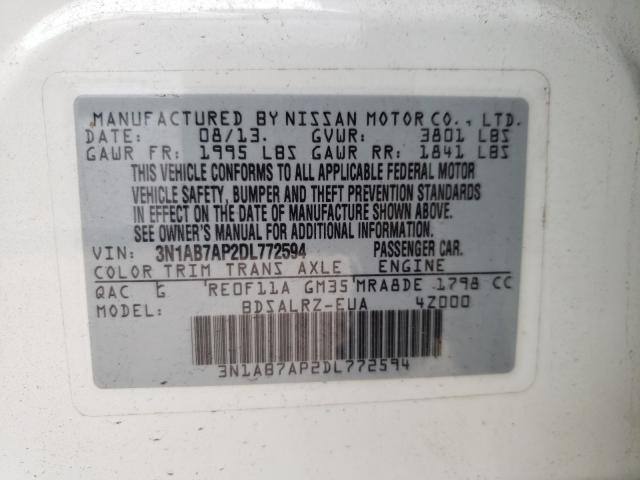 MANUFACTURED BY NISSAN MOTOR CO., LTD.
DATE: 08/13. GVWR: 3801 LBS
GAWR FR: 1995 LBS GAWR RR: 1841 LBS
THIS VEHICLE CONFORMS TO ALL APPLICABLE FEDERAL MOTOR
VEHICLE SAFETY, BUMPER AND THEFT PREVENTION STANDARDS
IN EFFECT ON THE DATE OF MANUFACTURE SHOWN ABOVE.
SEE OWNER'S MANUAL FOR ADDITIONAL INFORMATION.
VIN: 3N1AB7AP2DL772594 PASSENGER CAR.
COLOR TRIM TRANS AXLE ENGINE
QAC G RE0F11A GM35 MRA8DE 1798 CC
MODEL: BDSALRZ-EUA 4Z000
3N1AB7AP2DL772594